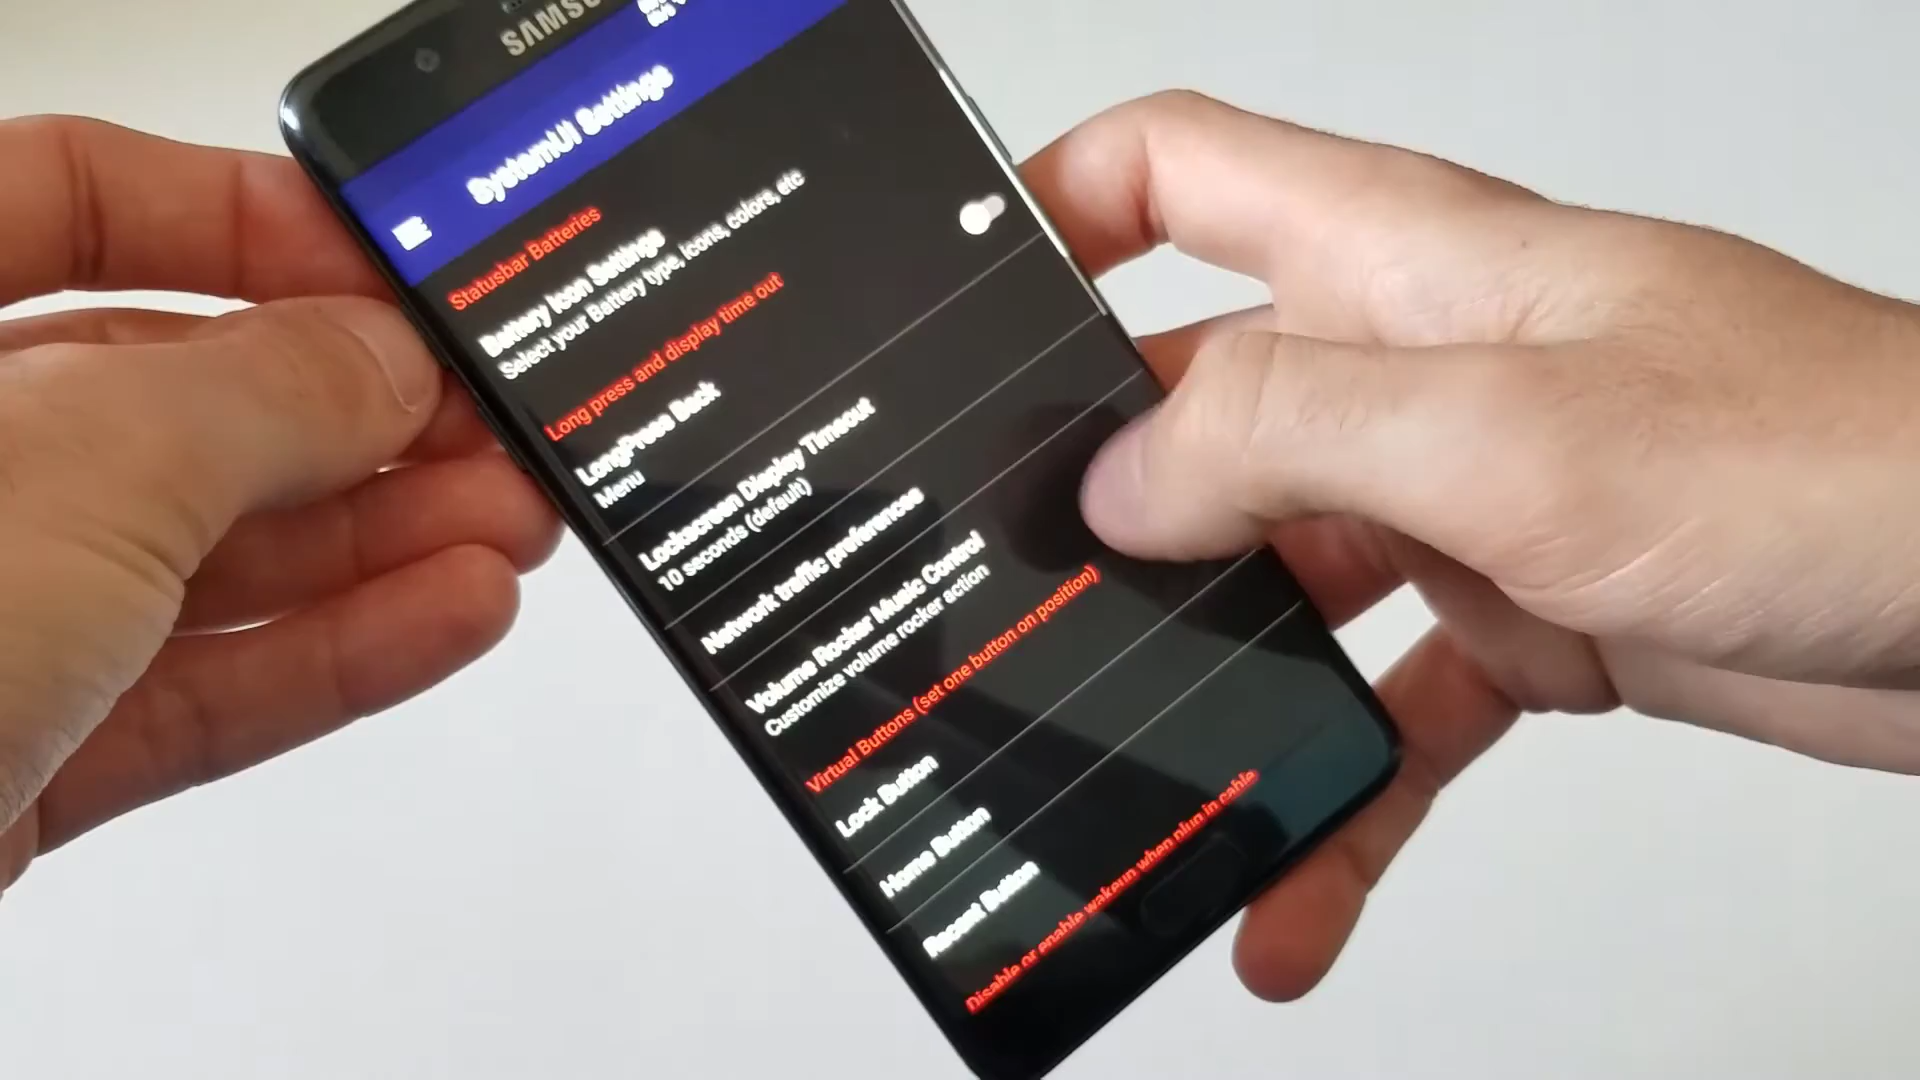 SAMSU
SystemUI Settings
Statusbar Batteries
Battery Icon Settings
Select your Battery type, icons, colors, etc
Long press and display time out
LongPress Back
Menu
Lockscreen Display Timeout
10 seconds (default)
Network traffic preferences
Volume Rocker Music Control
Customize volume rocker action
Virtual Buttons (set one button on position)
Lock Button
Home Button
Recent Button
Disable or enable wakeup when plug in cable